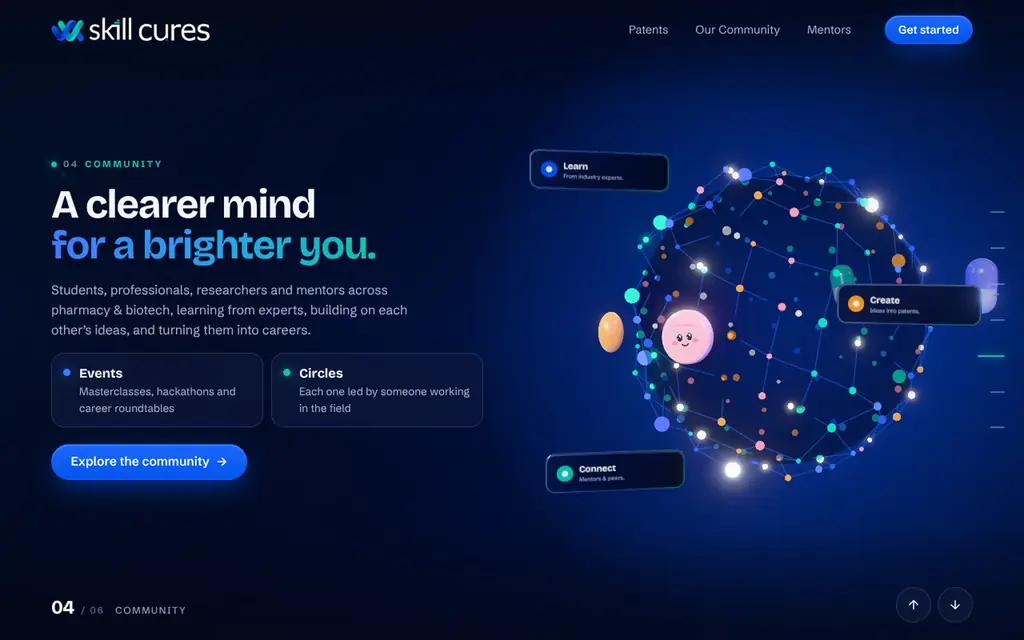 skill cures
Patents
Our Community
Mentors
Get started
04 COMMUNITY
A clearer mind
for a brighter you.
Students, professionals, researchers and mentors across
pharmacy & biotech, learning from experts, building on each
other's ideas, and turning them into careers.
Events
Masterclasses, hackathons and
career roundtables
Circles
Each one led by someone working
in the field
Explore the community →
Learn
From industry experts.
Create
Ideas into patents.
Connect
Mentors & peers.
04 / 06 COMMUNITY